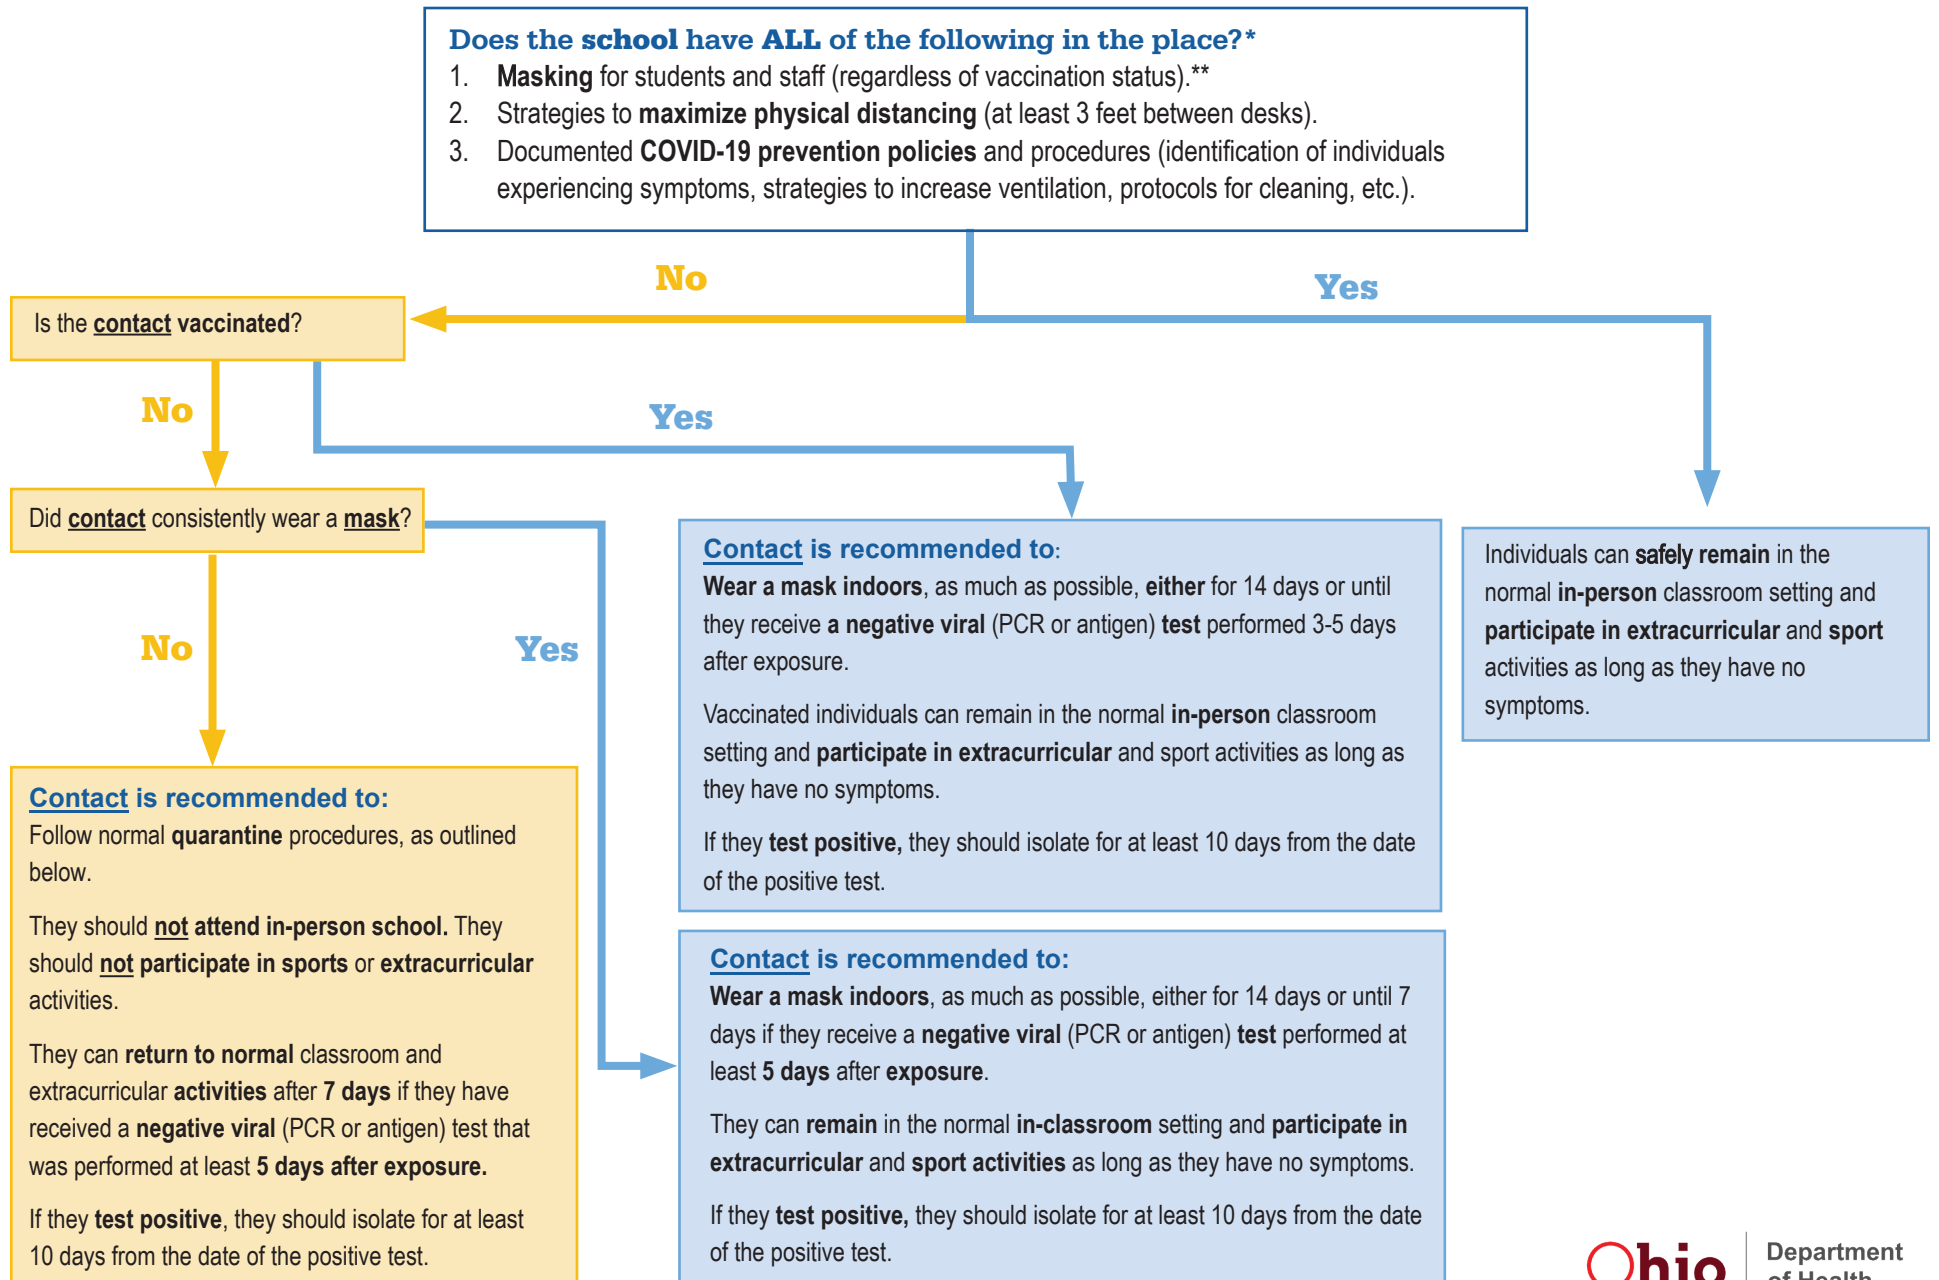 Does the school have ALL of the following in the place?*
1. Masking for students and staff (regardless of vaccination status).**
2. Strategies to maximize physical distancing (at least 3 feet between desks).
3. Documented COVID-19 prevention policies and procedures (identification of individuals
experiencing symptoms, strategies to increase ventilation, protocols for cleaning, etc.).
No
Yes
Is the contact vaccinated?
No
Yes
Did contact consistently wear a mask?
No
Yes
Contact is recommended to:
Wear a mask indoors, as much as possible, either for 14 days or until
they receive a negative viral (PCR or antigen) test performed 3-5 days
after exposure.
Vaccinated individuals can remain in the normal in-person classroom
setting and participate in extracurricular and sport activities as long as
they have no symptoms.
If they test positive, they should isolate for at least 10 days from the date
of the positive test.
Individuals can safely remain in the
normal in-person classroom setting and
participate in extracurricular and sport
activities as long as they have no
symptoms.
Contact is recommended to:
Follow normal quarantine procedures, as outlined
below.
They should not attend in-person school. They
should not participate in sports or extracurricular
activities.
They can return to normal classroom and
extracurricular activities after 7 days if they have
received a negative viral (PCR or antigen) test that
was performed at least 5 days after exposure.
If they test positive, they should isolate for at least
10 days from the date of the positive test.
Contact is recommended to:
Wear a mask indoors, as much as possible, either for 14 days or until 7
days if they receive a negative viral (PCR or antigen) test performed at
least 5 days after exposure.
They can remain in the normal in-classroom setting and participate in
extracurricular and sport activities as long as they have no symptoms.
If they test positive, they should isolate for at least 10 days from the date
of the positive test.
Ohio
Department
of Health